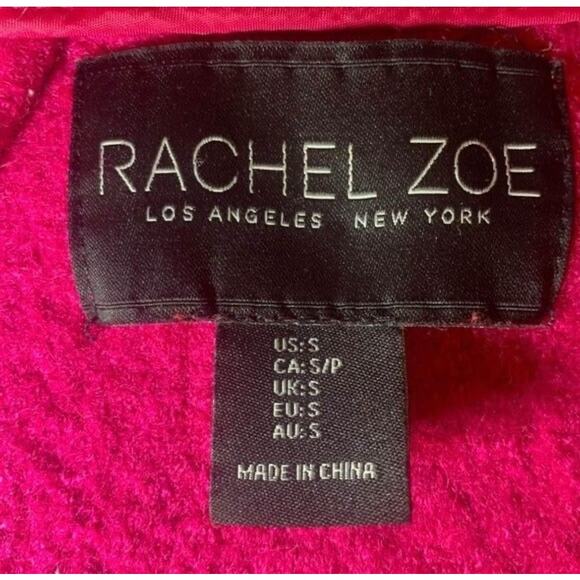 RACHEL ZOE
LOS ANGELES NEW YORK
US:S
CA:S/P
UK:S
EU:S
AU:S
MADE IN CHINA